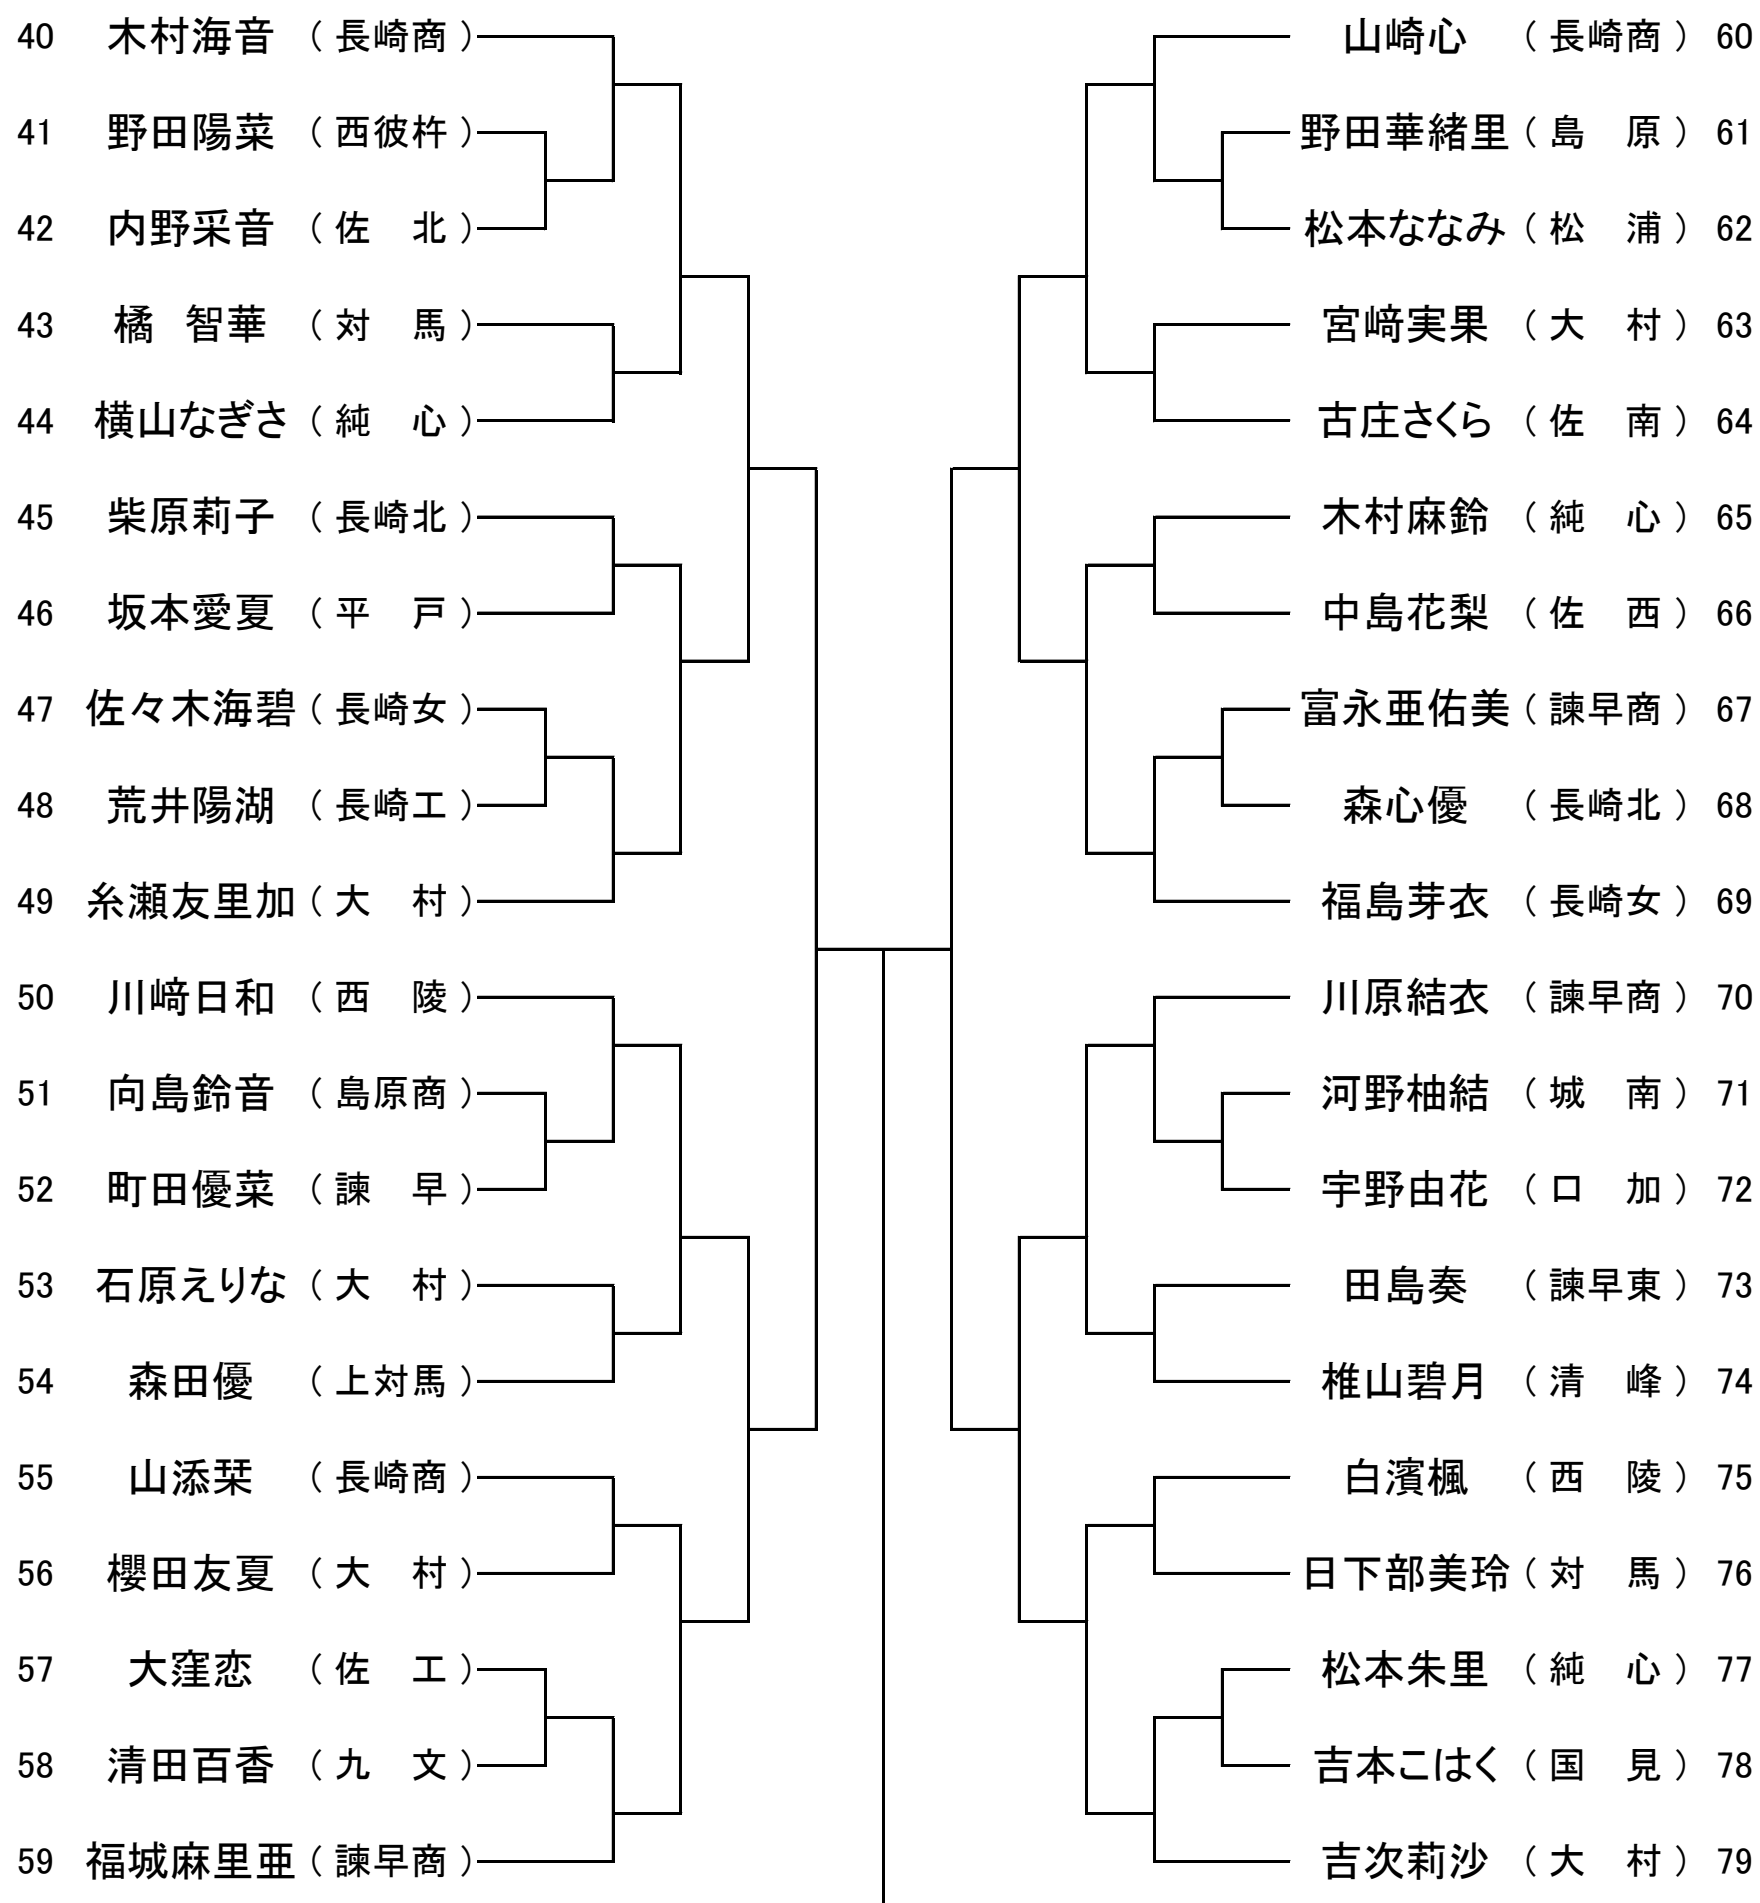 40 木村海音 (長崎商) 山崎心 (長崎商) 60
41 野田陽菜 (西彼杵) 野田華緒里 (島 原) 61
42 内野采音 (佐 北) 松本ななみ (松 浦) 62
43 橘 智華 (対 馬) 宮﨑実果 (大 村) 63
44 横山なぎさ (純 心) 古庄さくら (佐 南) 64
45 柴原莉子 (長崎北) 木村麻鈴 (純 心) 65
46 坂本愛夏 (平 戸) 中島花梨 (佐 西) 66
47 佐々木海碧 (長崎女) 富永亜佑美 (諫早商) 67
48 荒井陽湖 (長崎工) 森心優 (長崎北) 68
49 糸瀬友里加 (大 村) 福島芽衣 (長崎女) 69
50 川﨑日和 (西 陵) 川原結衣 (諫早商) 70
51 向島鈴音 (島原商) 河野柚結 (城 南) 71
52 町田優菜 (諫 早) 宇野由花 (口 加) 72
53 石原えりな (大 村) 田島奏 (諫早東) 73
54 森田優 (上対馬) 椎山碧月 (清 峰) 74
55 山添栞 (長崎商) 白濱楓 (西 陵) 75
56 櫻田友夏 (大 村) 日下部美玲 (対 馬) 76
57 大窪恋 (佐 工) 松本朱里 (純 心) 77
58 清田百香 (九 文) 吉本こはく (国 見) 78
59 福城麻里亜 (諫早商) 吉次莉沙 (大 村) 79